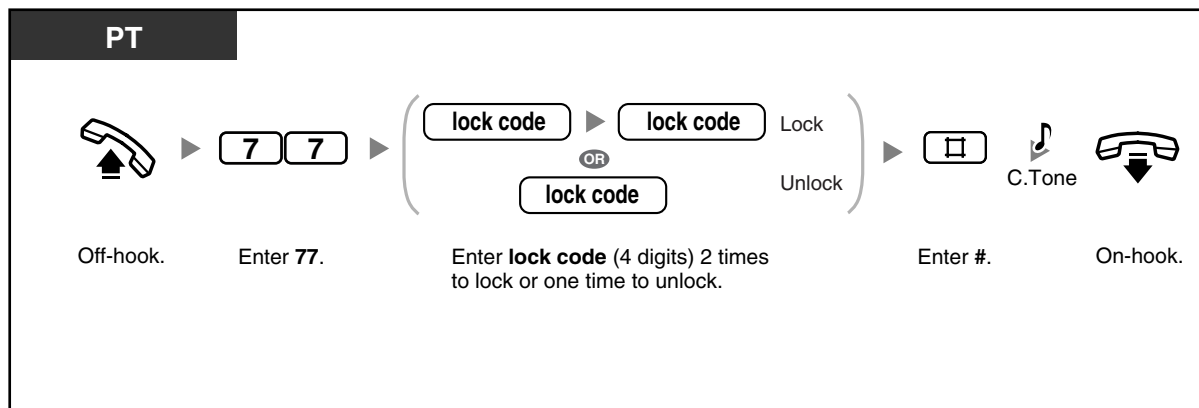 PT
lock code lock code Lock
7 7 OR # C.Tone
lock code Unlock
Off-hook. Enter 77. Enter lock code (4 digits) 2 times Enter #. On-hook.
to lock or one time to unlock.